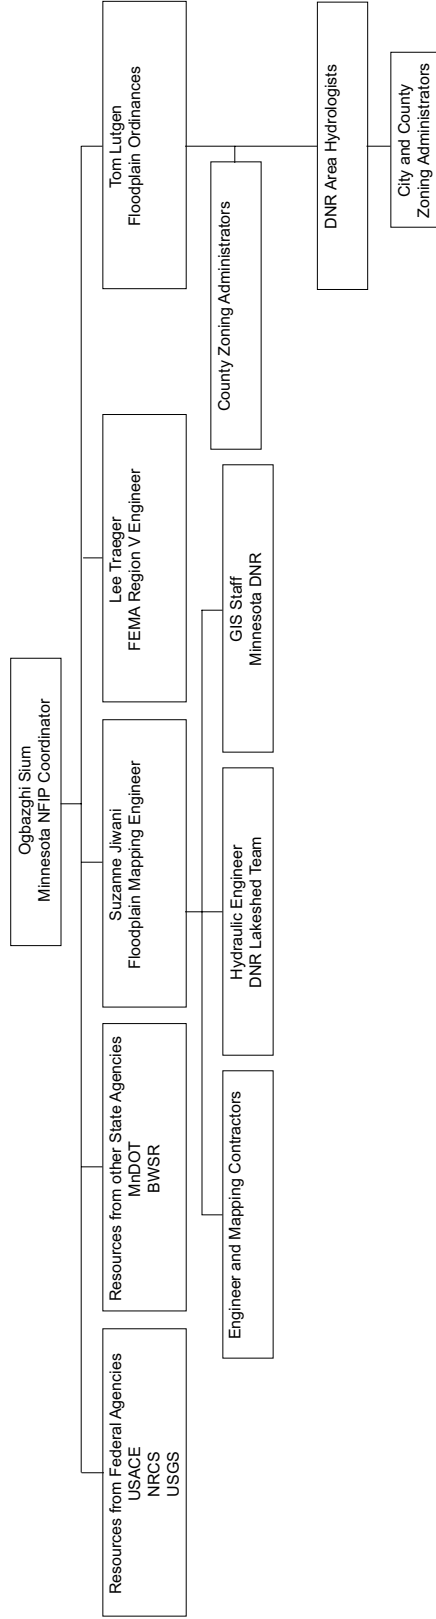 Ogbazghi Sium
Minnesota NFIP Coordinator
Resources from Federal Agencies
USACE
NRCS
USGS
Resources from other State Agencies
MnDOT
BWSR
Suzanne Jiwani
Floodplain Mapping Engineer
Lee Traeger
FEMA Region V Engineer
Tom Lutgen
Floodplain Ordinances
Engineer and Mapping Contractors
Hydraulic Engineer
DNR Lakeshed Team
GIS Staff
Minnesota DNR
County Zoning Administrators
DNR Area Hydrologists
City and County
Zoning Administrators